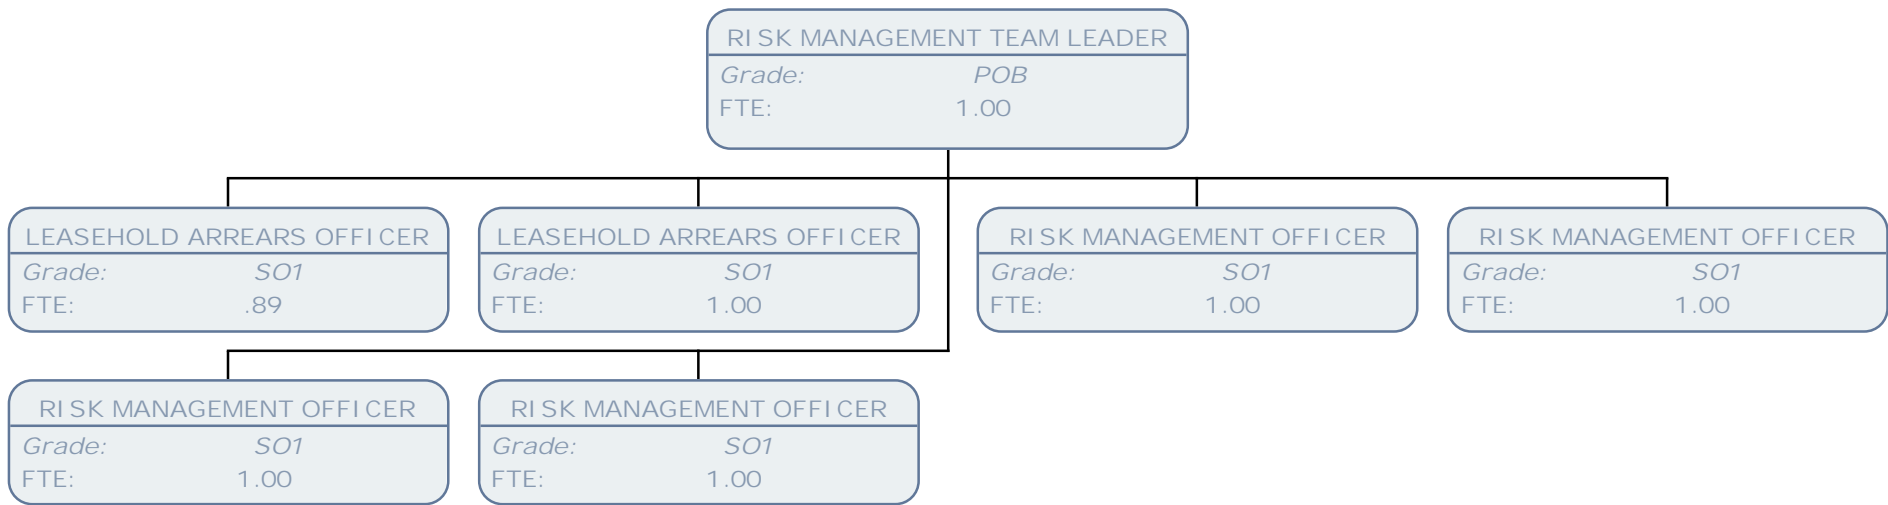 RISK MANAGEMENT TEAM LEADER
Grade: POB
FTE: 1.00
LEASEHOLD ARREARS OFFICER
Grade: SO1
FTE: .89
LEASEHOLD ARREARS OFFICER
Grade: SO1
FTE: 1.00
RISK MANAGEMENT OFFICER
Grade: SO1
FTE: 1.00
RISK MANAGEMENT OFFICER
Grade: SO1
FTE: 1.00
RISK MANAGEMENT OFFICER
Grade: SO1
FTE: 1.00
RISK MANAGEMENT OFFICER
Grade: SO1
FTE: 1.00